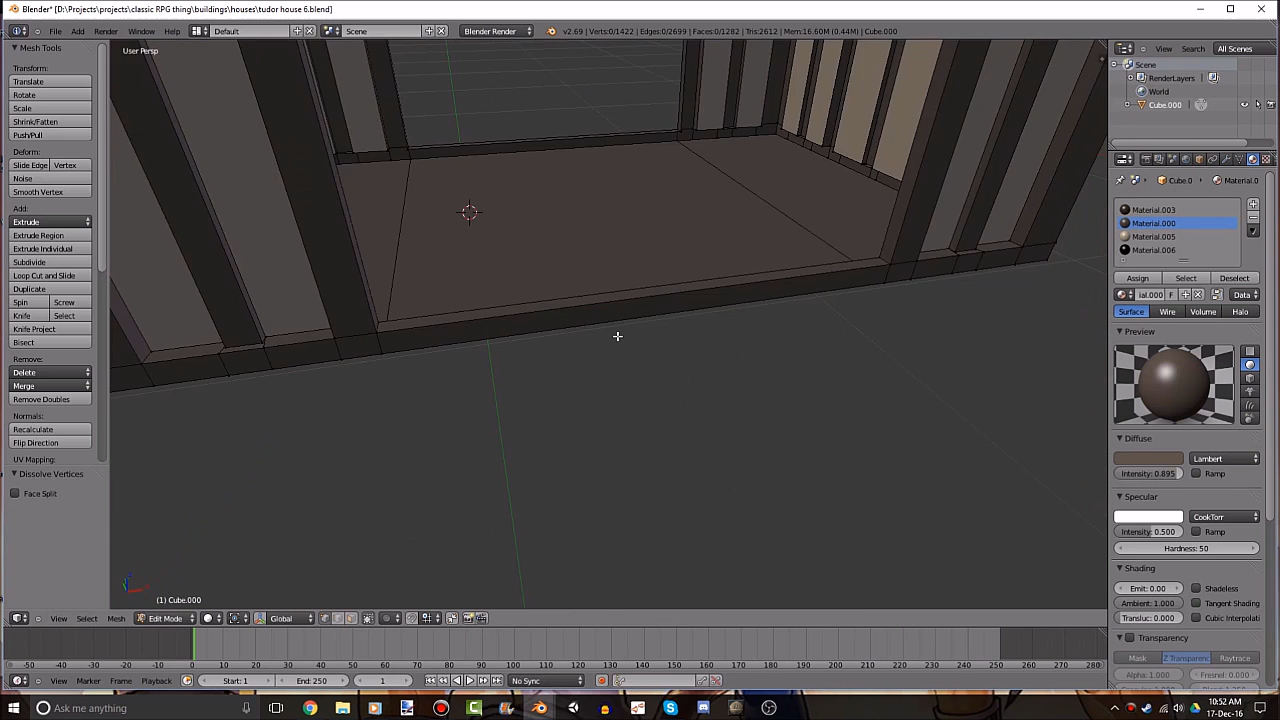 Blender* [D:\Projects\projects\classic RPG thing\buildings\houses\tudor house 6.blend]
File Add Render Window Help Default Scene Blender Render v2.69 | Verts:0/1422 | Edges:0/2699 | Faces:0/1282 | Tris:2612 | Mem:16.60M (0.44M) | Cube.000
View Search All Scenes
Mesh Tools
User Persp
Transform:
Translate
Rotate
Scale
Shrink/Fatten
Push/Pull
Deform:
Slide Edge Vertex
Noise
Smooth Vertex
Add:
Extrude
Extrude Region
Extrude Individual
Subdivide
Loop Cut and Slide
Duplicate
Spin Screw
Knife Select
Knife Project
Bisect
Remove:
Delete
Merge
Remove Doubles
Normals:
Recalculate
Flip Direction
UV Mapping:
Dissolve Vertices
Face Split
(1) Cube.000
View Select Mesh Edit Mode Global
Scene
RenderLayers
World
Cube.000
Cube.0 Material.0
Material.003
Material.000
Material.005
Material.006
Assign Select Deselect
ial.000 F Data
Surface Wire Volume Halo
Preview
Diffuse
Lambert
Intensity: 0.895 Ramp
Specular
CookTorr
Intensity: 0.500 Ramp
Hardness: 50
Shading
Emit: 0.00 Shadeless
Ambient: 1.000 Tangent Shading
Transluc: 0.000 Cubic Interpolati
Transparency
Mask Z Transparenc Raytrace
Alpha: 1.000 Fresnel: 0.000
-50 -40 -30 -20 -10 0 10 20 30 40 50 60 70 80 90 100 110 120 130 140 150 160 170 180 190 200 210 220 230 240 250 260 270 280
View Marker Frame Playback Start: 1 End: 250 1 No Sync
Ask me anything
10:52 AM
17-Dec-16